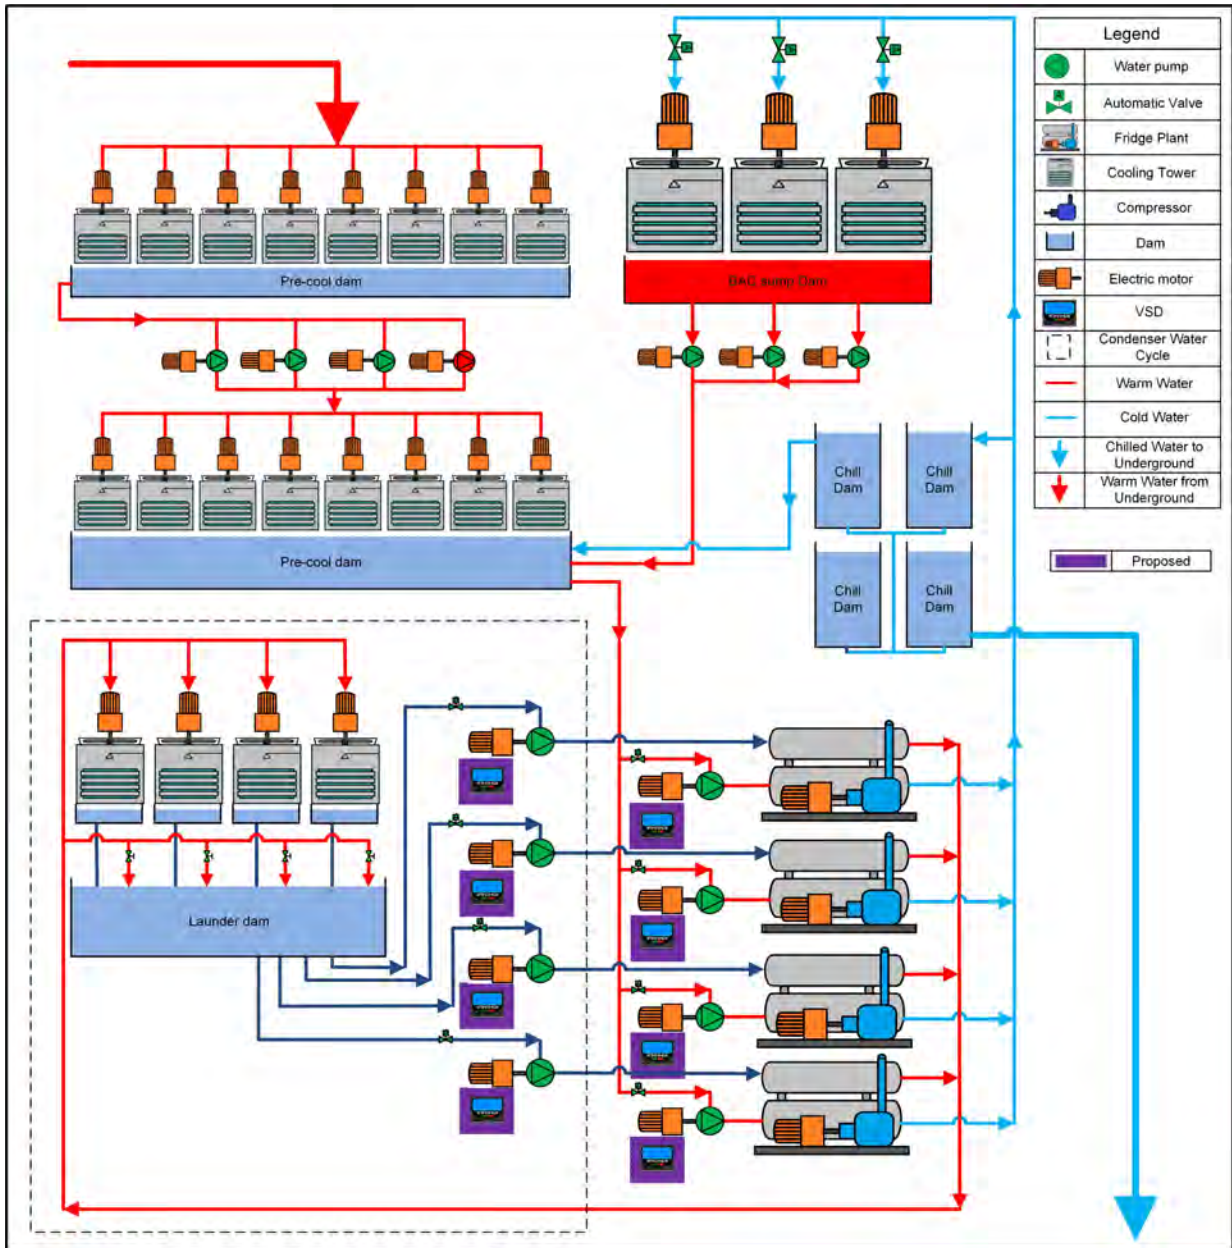 Legend
Water pump
Automatic Valve
Fridge Plant
Cooling Tower
Compressor
Dam
Electric motor
VSD
Condenser Water
Cycle
Warm Water
Cold Water
Chilled Water to
Underground
Warm Water from
Underground
Proposed
Pre-cool dam
BAC sump Dam
Pre-cool dam
Chill
Dam
Chill
Dam
Chill
Dam
Chill
Dam
Launder dam